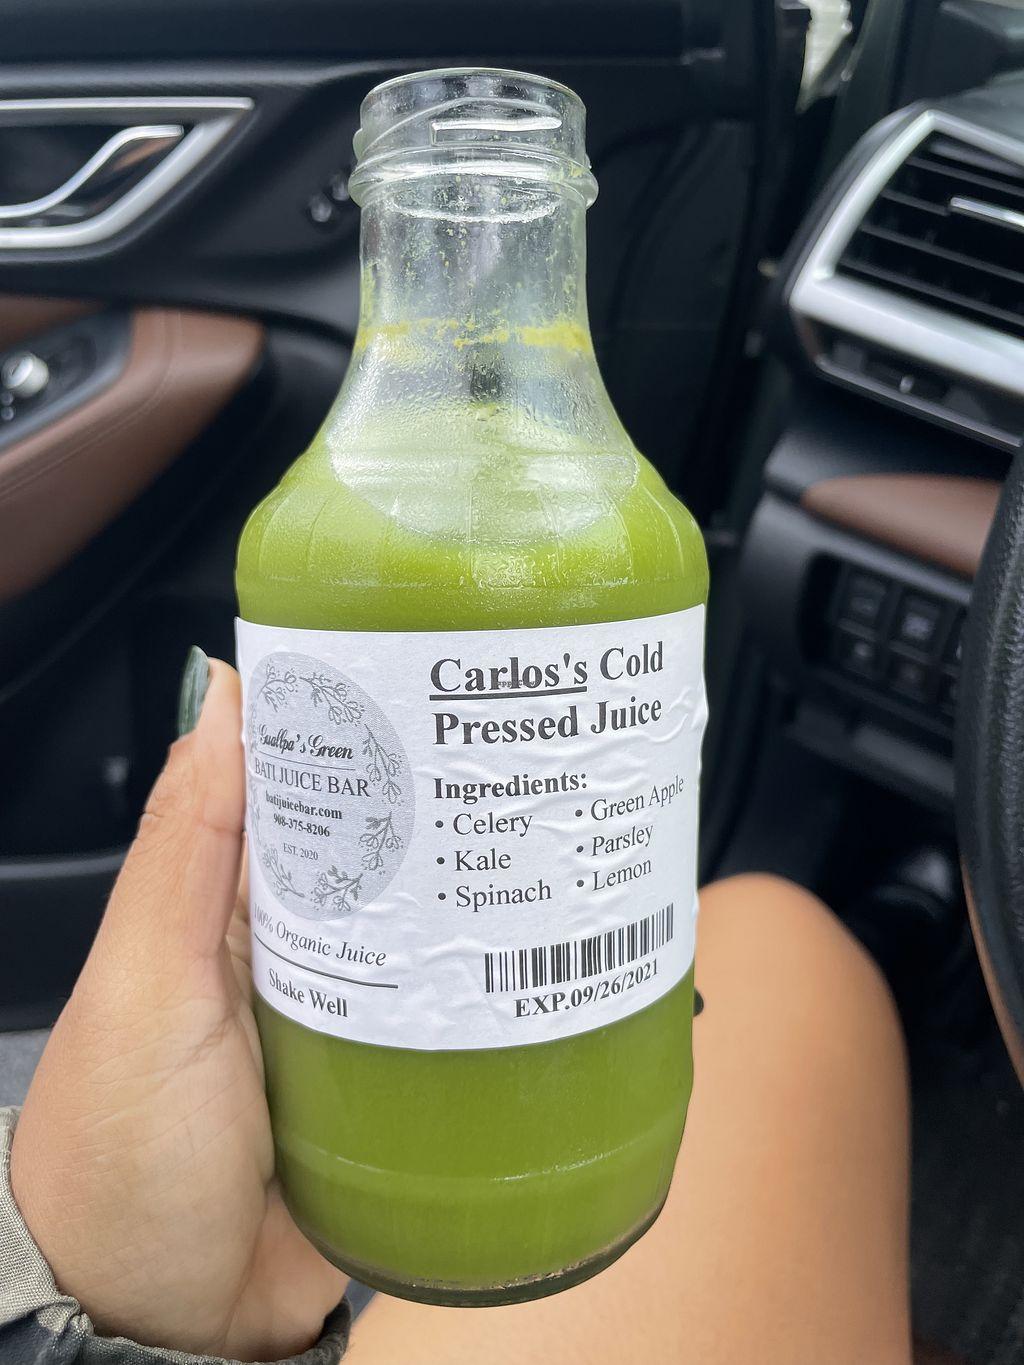 Carlos's Cold
Pressed Juice
Guallpa's Green
BATI JUICE BAR
batijuicebar.com
908-375-8206
EST. 2020
100% Organic Juice
Shake Well
Ingredients:
• Celery
• Kale
• Spinach
• Green Apple
• Parsley
• Lemon
EXP.09/26/2021